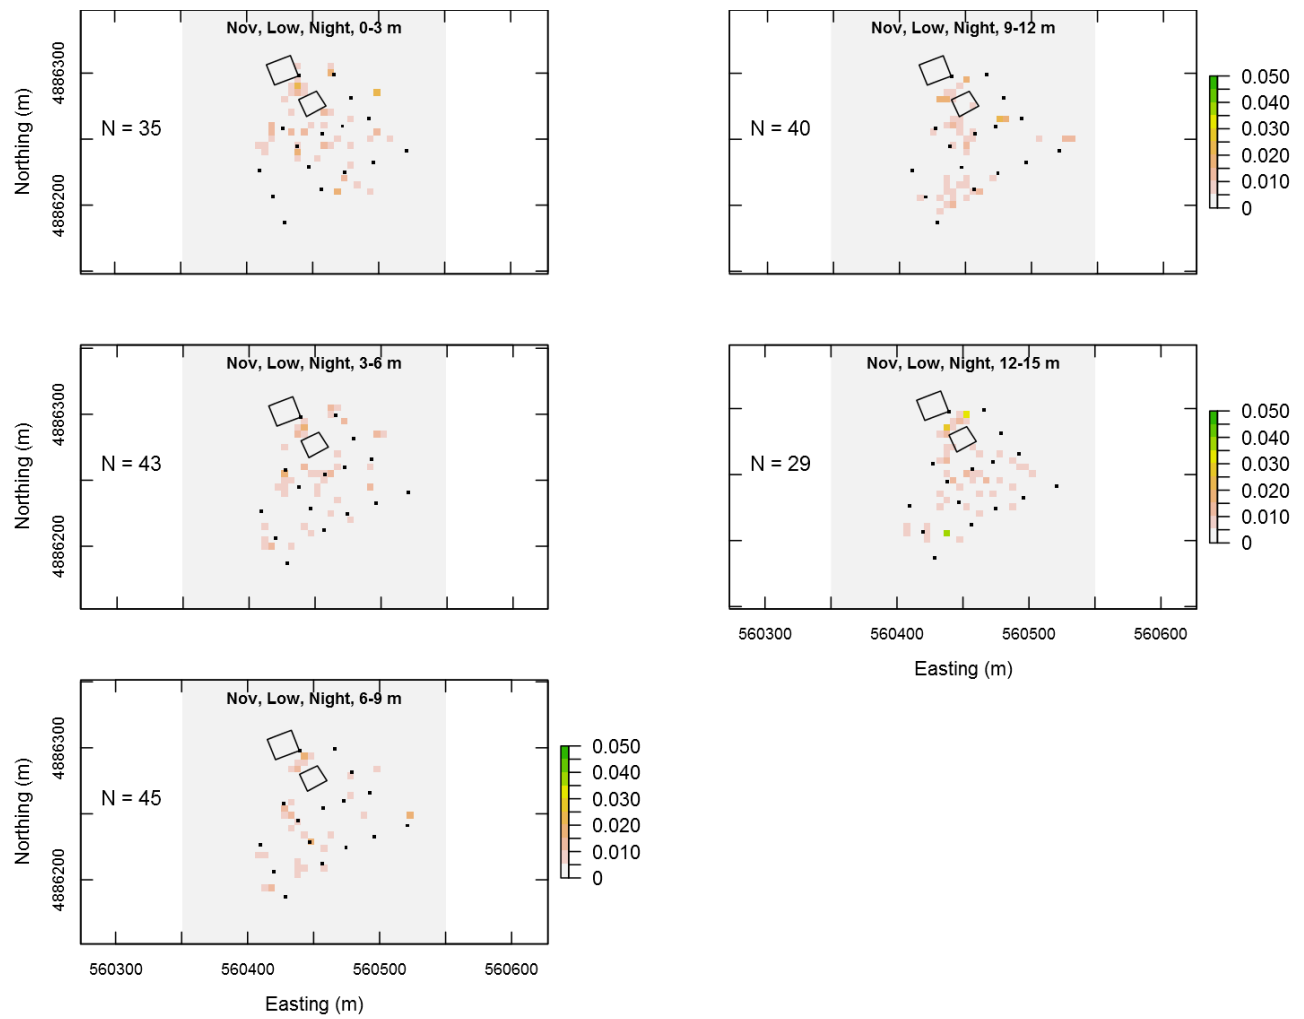 Nov, Low, Night, 0-3 m
4886300
4886200
Northing (m)
N = 35
Nov, Low, Night, 9-12 m
N = 40
0.050
0.040
0.030
0.020
0.010
0
Nov, Low, Night, 3-6 m
4886300
4886200
Northing (m)
N = 43
Nov, Low, Night, 12-15 m
N = 29
0.050
0.040
0.030
0.020
0.010
0
560300
560400
560500
560600
Easting (m)
Nov, Low, Night, 6-9 m
4886300
4886200
Northing (m)
N = 45
0.050
0.040
0.030
0.020
0.010
0
560300
560400
560500
560600
Easting (m)